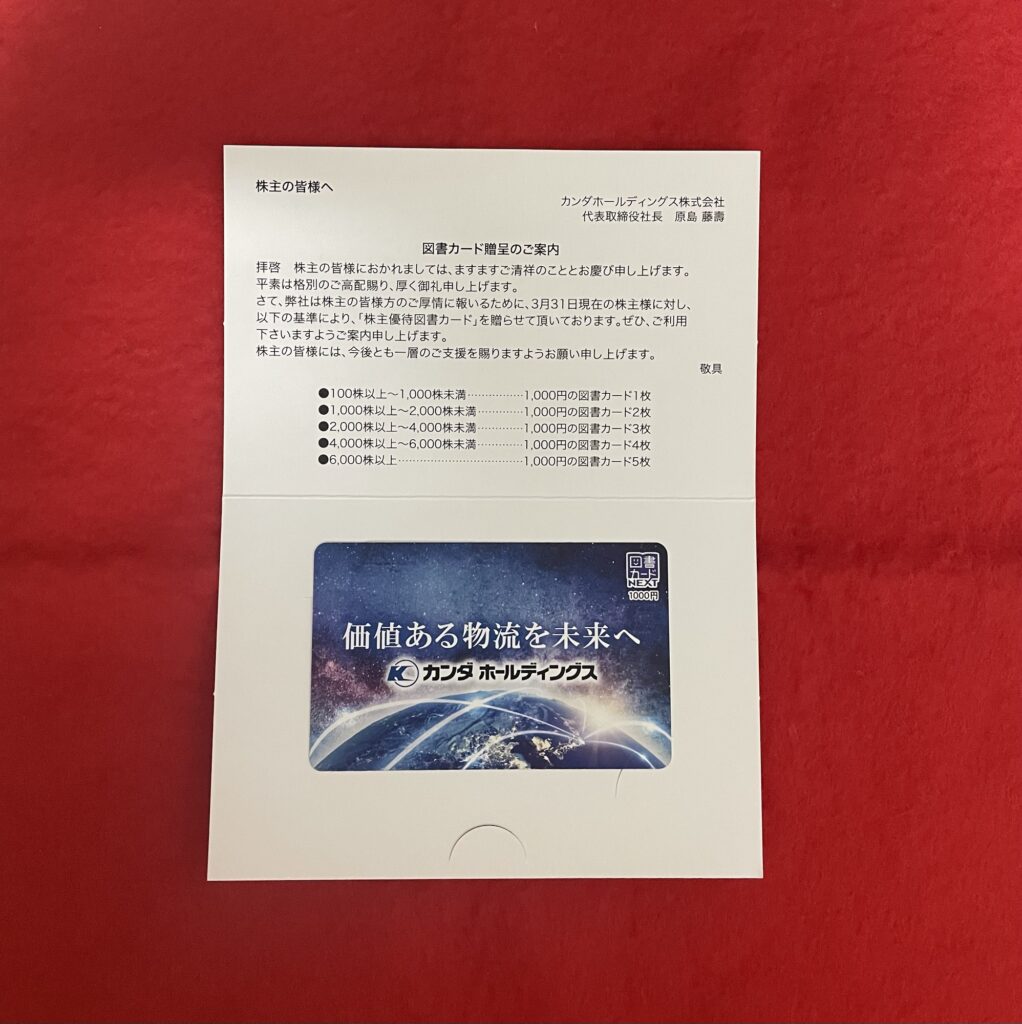 株主の皆様へ
カンダホールディングス株式会社
代表取締役社長　原島 藤壽
図書カード贈呈のご案内
拝啓　株主の皆様におかれましては、ますますご清祥のこととお慶び申し上げます。
平素は格別のご高配賜り、厚く御礼申し上げます。
さて、弊社は株主の皆様方のご厚情に報いるために、3月31日現在の株主様に対し、
以下の基準により、「株主優待図書カード」を贈らせて頂いております。ぜひ、ご利用
下さいますようご案内申し上げます。
株主の皆様には、今後とも一層のご支援を賜りますようお願い申し上げます。
敬具
●100株以上〜1,000株未満……………1,000円の図書カード1枚
●1,000株以上〜2,000株未満…………1,000円の図書カード2枚
●2,000株以上〜4,000株未満…………1,000円の図書カード3枚
●4,000株以上〜6,000株未満…………1,000円の図書カード4枚
●6,000株以上……………………………1,000円の図書カード5枚
図書
カード
NEXT
1000円
価値ある物流を未来へ
K カンダ ホールディングス